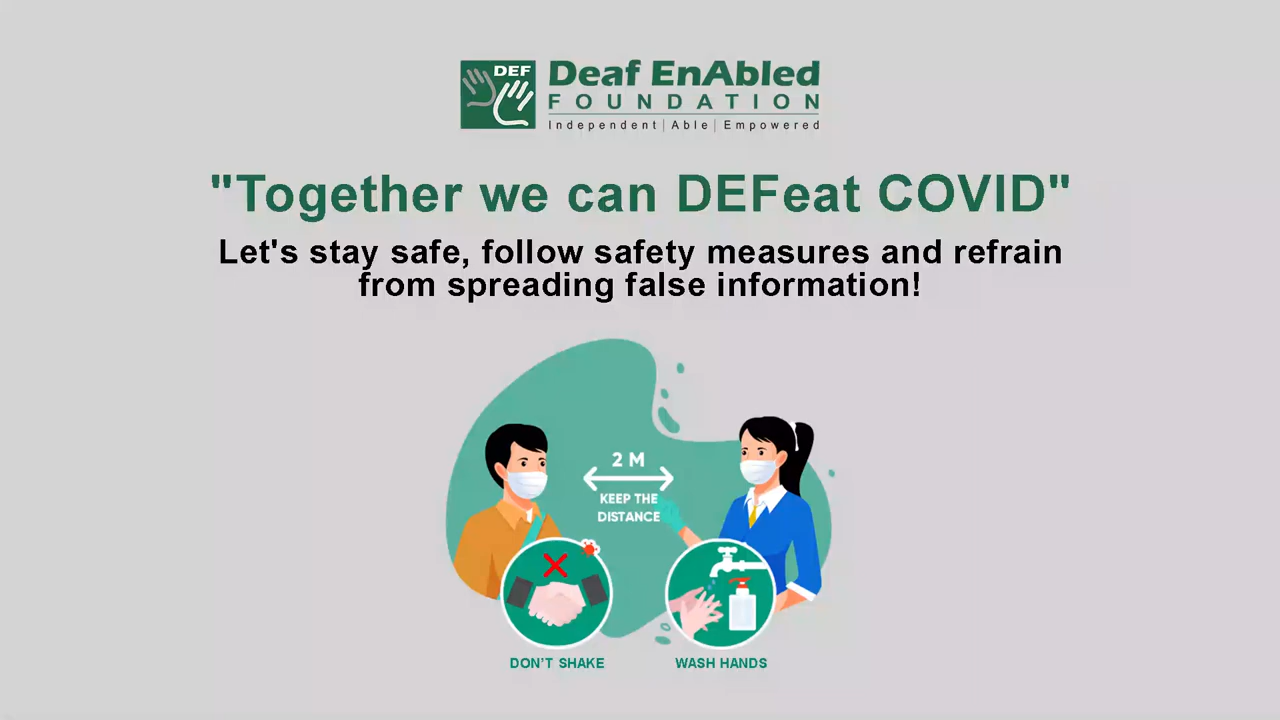 DEF
Deaf EnAbled
FOUNDATION
Independent | Able | Empowered
"Together we can DEFeat COVID"
Let's stay safe, follow safety measures and refrain
from spreading false information!
2 M
KEEP THE
DISTANCE
DON'T SHAKE
WASH HANDS